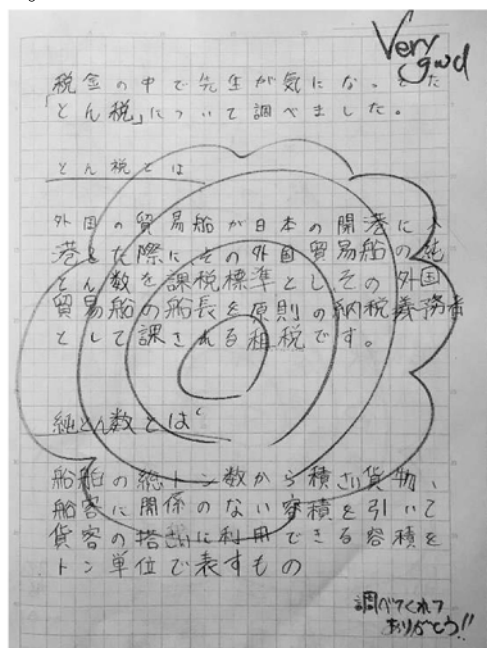 Very good
税金の中で先生が気になった
「とん税」について調べました。
とん税とは
外国の貿易船が日本の開港に入
港した際にその外国貿易船の純
とん数を課税標準としその外国
貿易船の船長を原則の納税義務者
として課される租税です。
純とん数とは
船舶の総トン数から積さい貨物、
船客に関係のない容積を引いて
貨客の搭さいに利用できる容積を
トン単位で表すもの
調べてくれて
ありがとう!!